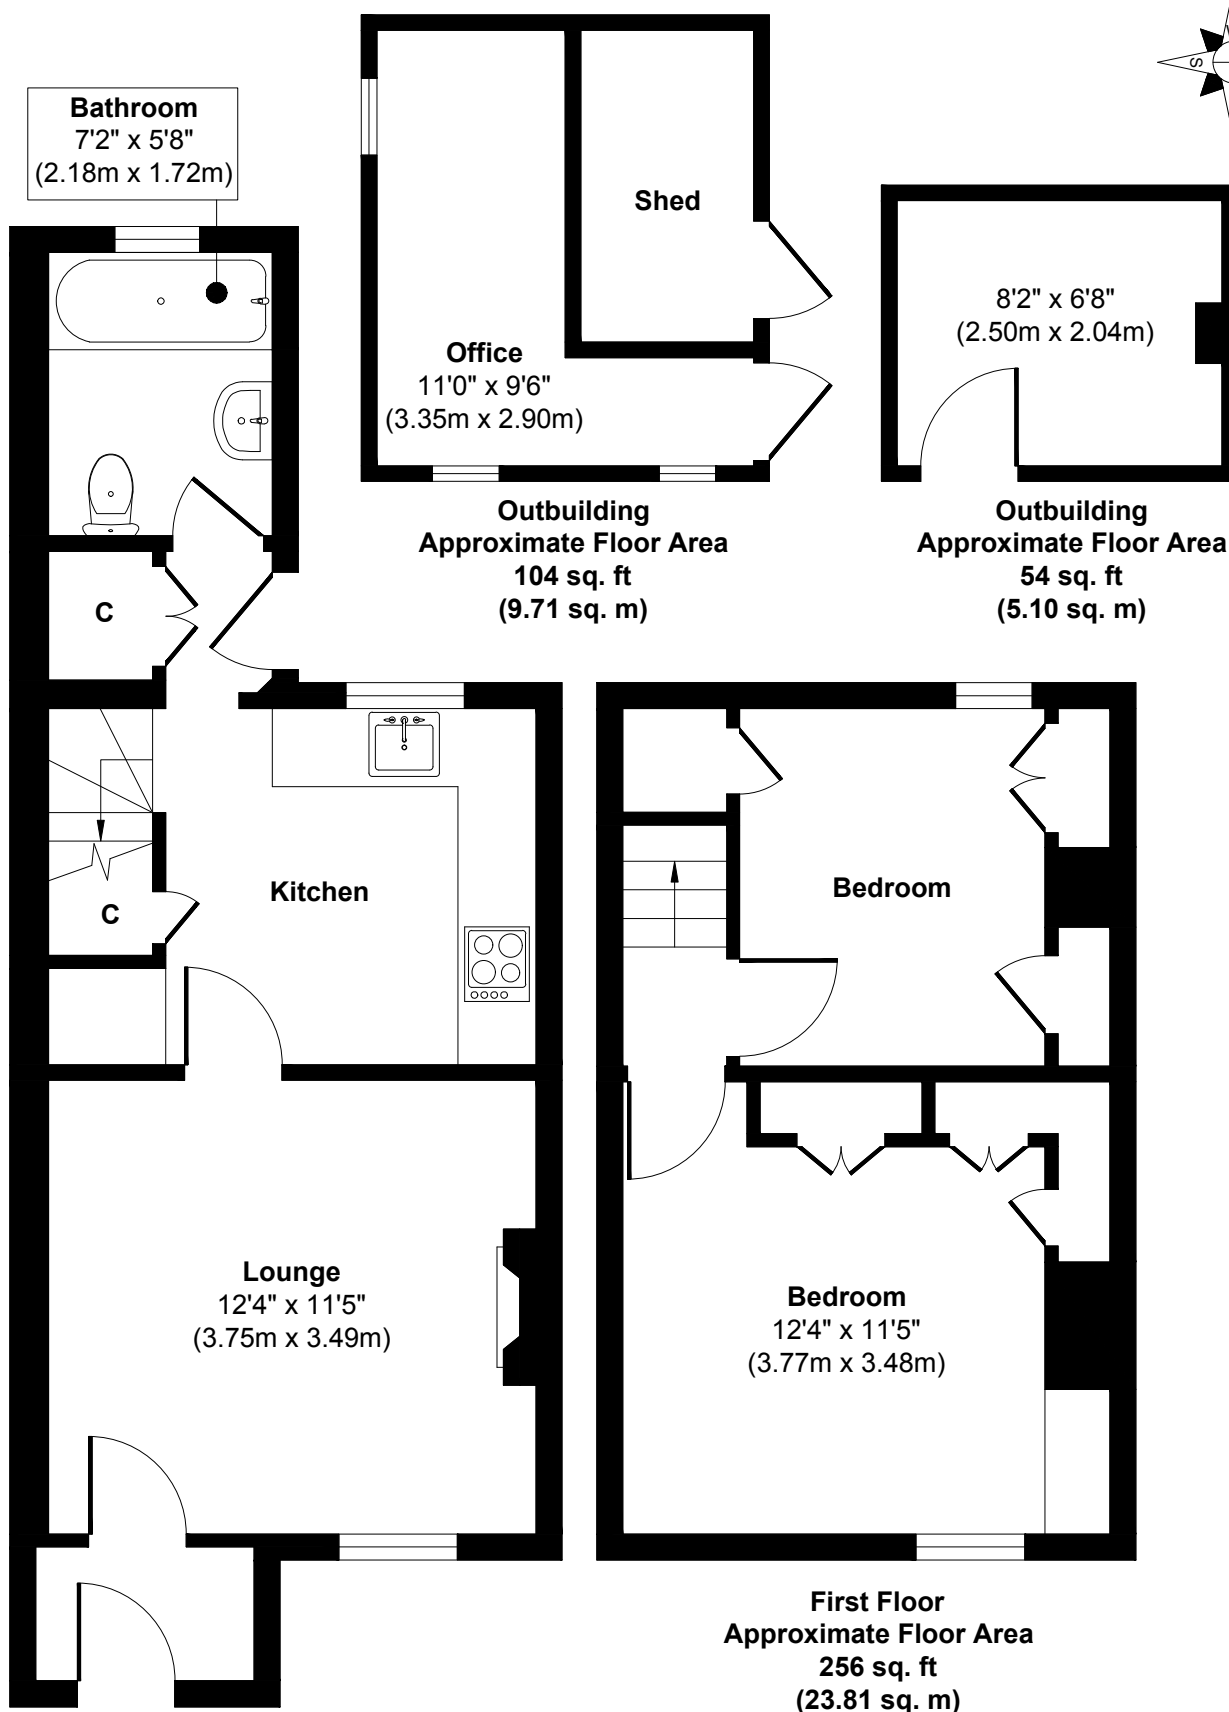 Bathroom
7'2" x 5'8"
(2.18m x 1.72m)
S
Shed
Office
11'0" x 9'6"
(3.35m x 2.90m)
8'2" x 6'8"
(2.50m x 2.04m)
Outbuilding
Approximate Floor Area
104 sq. ft
(9.71 sq. m)
Outbuilding
Approximate Floor Area
54 sq. ft
(5.10 sq. m)
C
C
Kitchen
Bedroom
Lounge
12'4" x 11'5"
(3.75m x 3.49m)
Bedroom
12'4" x 11'5"
(3.77m x 3.48m)
First Floor
Approximate Floor Area
256 sq. ft
(23.81 sq. m)